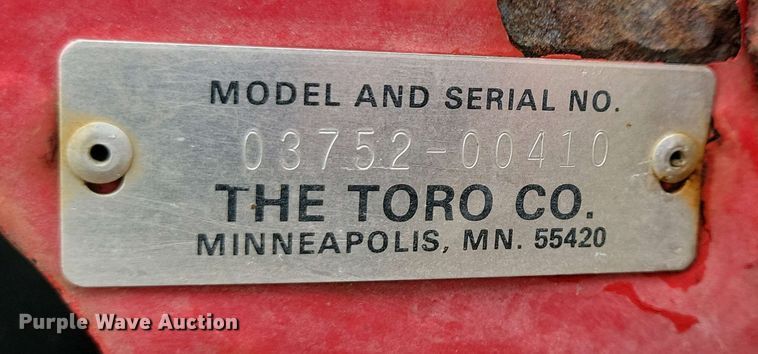 MODEL AND SERIAL NO.
03752-00410
THE TORO CO.
MINNEAPOLIS, MN. 55420
Purple Wave Auction